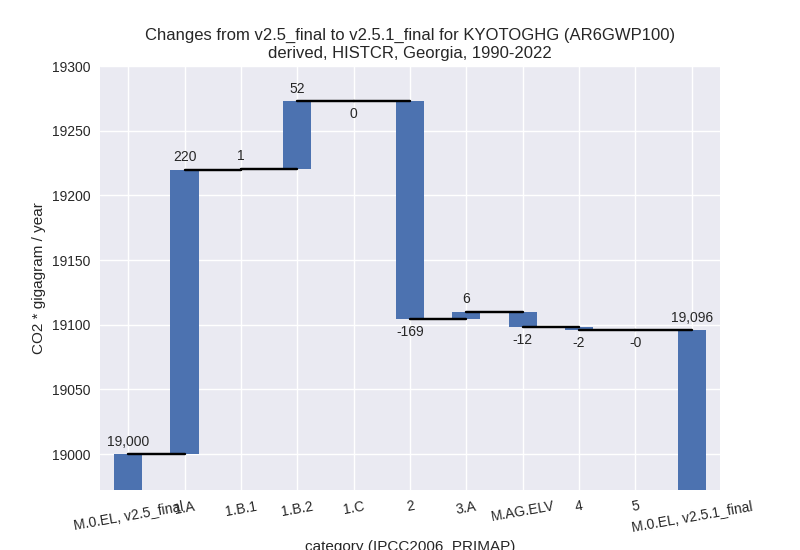 Changes from v2.5_final to v2.5.1_final for KYOTOGHG (AR6GWP100)
derived, HISTCR, Georgia, 1990-2022
19300
19250
19200
19150
19100
19050
19000
CO2 * gigagram / year
19,000
220
1
52
0
-169
6
-12
-2
-0
19,096
M.0.EL, v2.5_final
1.A
1.B.1
1.B.2
1.C
2
3.A
M.AG.ELV
4
5
M.0.EL, v2.5.1_final
category (IPCC2006_PRIMAP)